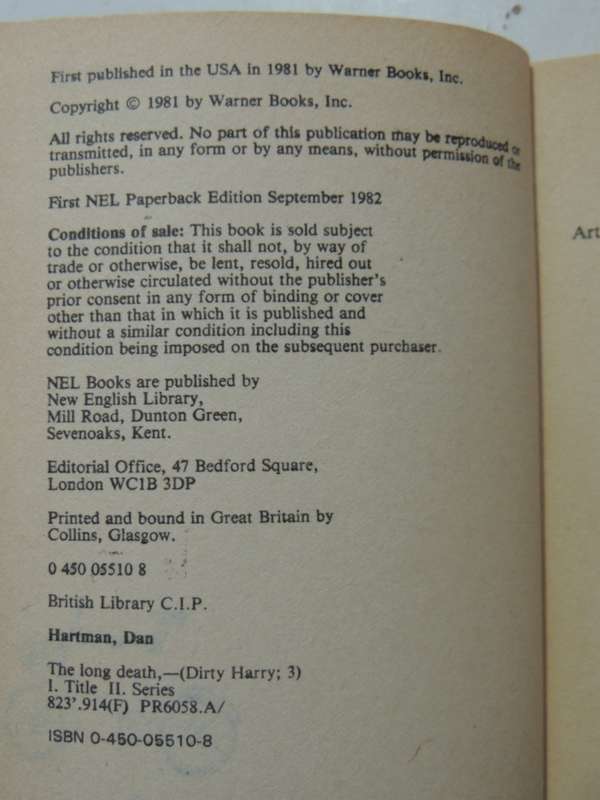 First published in the USA in 1981 by Warner Books, Inc.
Copyright © 1981 by Warner Books, Inc.
All rights reserved. No part of this publication may be reproduced or
transmitted, in any form or by any means, without permission of the
publishers.
First NEL Paperback Edition September 1982
Conditions of sale: This book is sold subject
to the condition that it shall not, by way of
trade or otherwise, be lent, resold, hired out
or otherwise circulated without the publisher's
prior consent in any form of binding or cover
other than that in which it is published and
without a similar condition including this
condition being imposed on the subsequent purchaser.
NEL Books are published by
New English Library,
Mill Road, Dunton Green,
Sevenoaks, Kent.
Editorial Office, 47 Bedford Square,
London WC1B 3DP
Printed and bound in Great Britain by
Collins, Glasgow.
0 450 05510 8
British Library C.I.P.
Hartman, Dan
The long death,—(Dirty Harry; 3)
I. Title II. Series
823'.914(F) PR6058.A/
ISBN 0-450-05510-8
Art